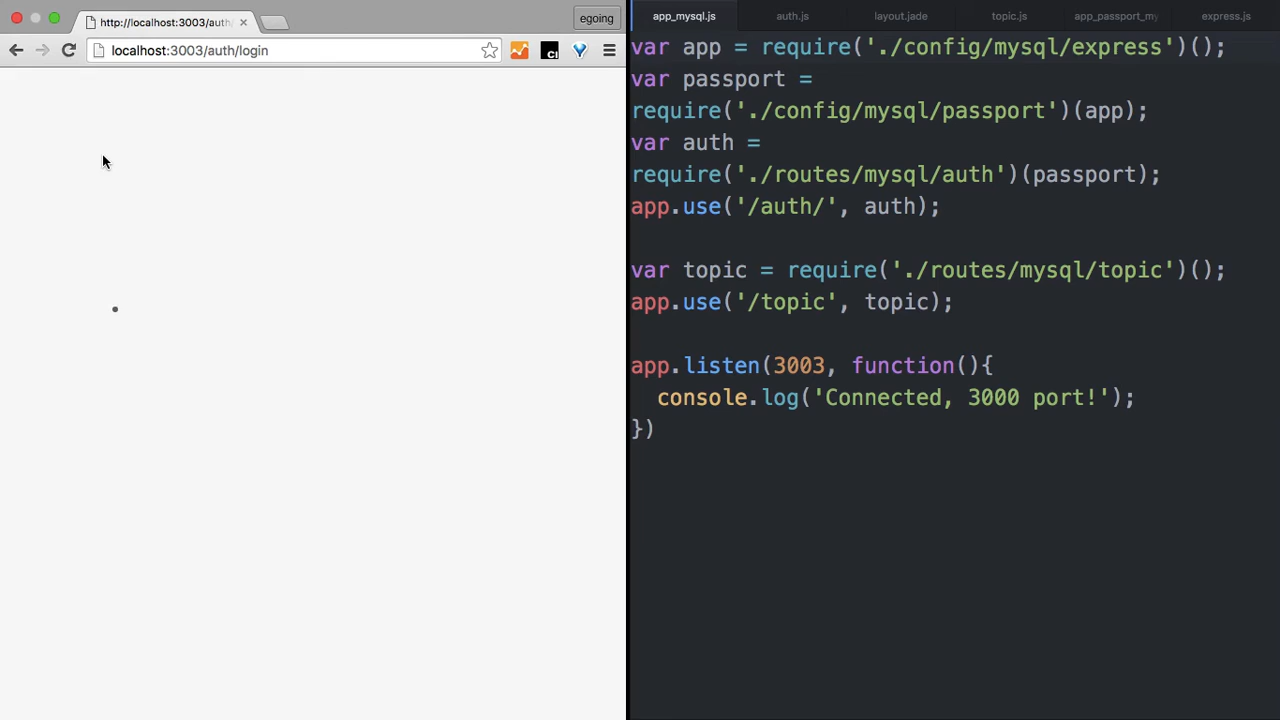 http://localhost:3003/auth/
egoing
localhost:3003/auth/login
app_mysql.js
auth.js
layout.jade
topic.js
app_passport_my
express.js
var app = require('./config/mysql/express')();
var passport =
require('./config/mysql/passport')(app);
var auth =
require('./routes/mysql/auth')(passport);
app.use('/auth/', auth);
var topic = require('./routes/mysql/topic')();
app.use('/topic', topic);
app.listen(3003, function(){
console.log('Connected, 3000 port!');
})